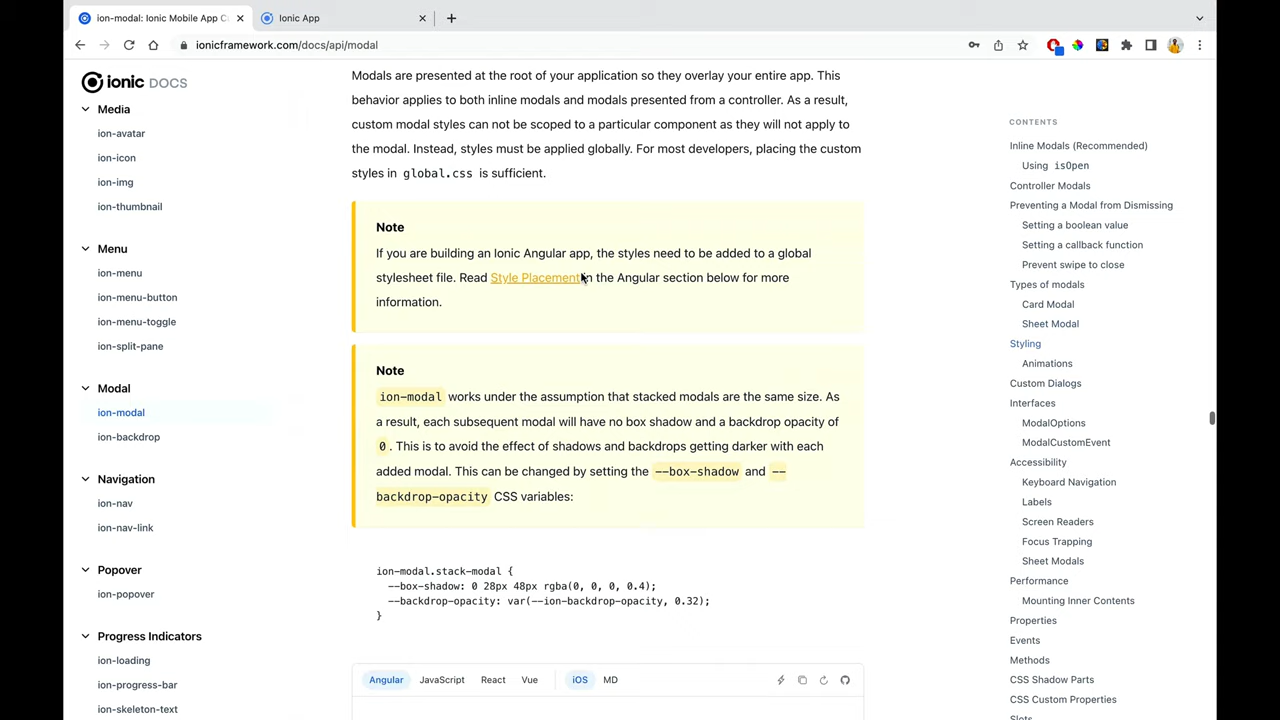 ion-modal: Ionic Mobile App C
Ionic App
ionicframework.com/docs/api/modal
ionic DOCS
Media
ion-avatar
ion-icon
ion-img
ion-thumbnail
Menu
ion-menu
ion-menu-button
ion-menu-toggle
ion-split-pane
Modal
ion-modal
ion-backdrop
Navigation
ion-nav
ion-nav-link
Popover
ion-popover
Progress Indicators
ion-loading
ion-progress-bar
ion-skeleton-text
Modals are presented at the root of your application so they overlay your entire app. This
behavior applies to both inline modals and modals presented from a controller. As a result,
custom modal styles can not be scoped to a particular component as they will not apply to
the modal. Instead, styles must be applied globally. For most developers, placing the custom
styles in global.css is sufficient.
Note
If you are building an Ionic Angular app, the styles need to be added to a global
stylesheet file. Read Style Placement in the Angular section below for more
information.
Note
ion-modal works under the assumption that stacked modals are the same size. As
a result, each subsequent modal will have no box shadow and a backdrop opacity of
0. This is to avoid the effect of shadows and backdrops getting darker with each
added modal. This can be changed by setting the --box-shadow and --
backdrop-opacity CSS variables:
ion-modal.stack-modal {
--box-shadow: 0 28px 48px rgba(0, 0, 0, 0.4);
--backdrop-opacity: var(--ion-backdrop-opacity, 0.32);
}
Angular JavaScript React Vue iOS MD
CONTENTS
Inline Modals (Recommended)
Using isOpen
Controller Modals
Preventing a Modal from Dismissing
Setting a boolean value
Setting a callback function
Prevent swipe to close
Types of modals
Card Modal
Sheet Modal
Styling
Animations
Custom Dialogs
Interfaces
ModalOptions
ModalCustomEvent
Accessibility
Keyboard Navigation
Labels
Screen Readers
Focus Trapping
Sheet Modals
Performance
Mounting Inner Contents
Properties
Events
Methods
CSS Shadow Parts
CSS Custom Properties
Slots